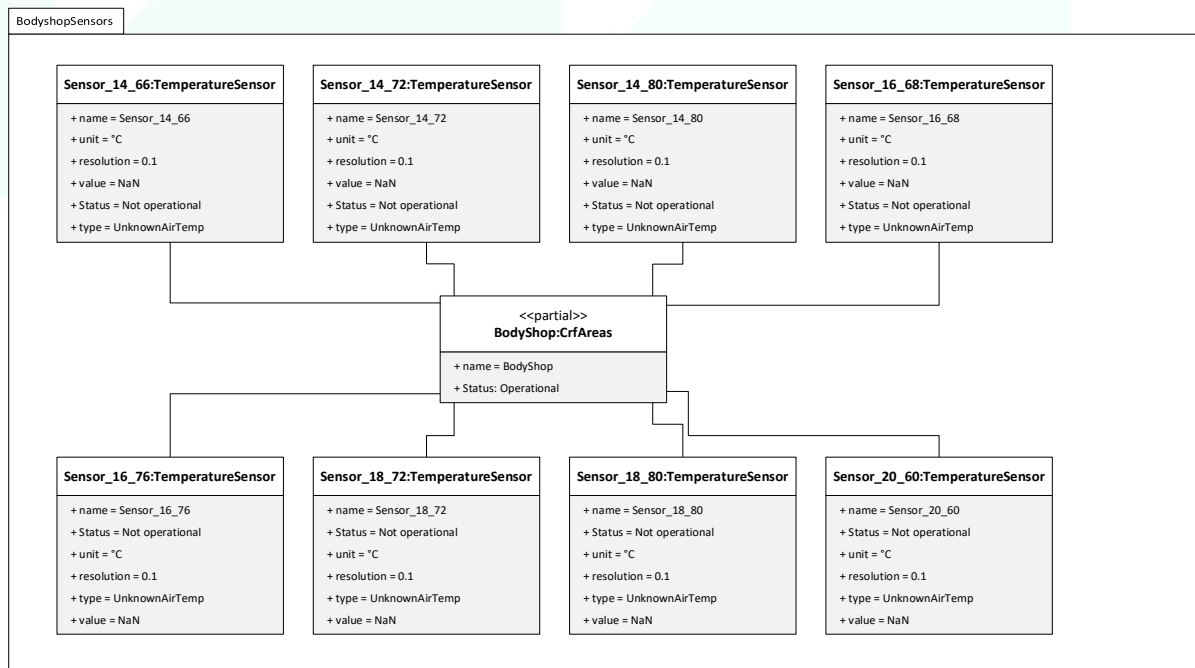 BodyshopSensors
Sensor_14_66:TemperatureSensor
+ name = Sensor_14_66
+ unit = °C
+ resolution = 0.1
+ value = NaN
+ Status = Not operational
+ type = UnknownAirTemp
Sensor_14_72:TemperatureSensor
+ name = Sensor_14_72
+ unit = °C
+ resolution = 0.1
+ value = NaN
+ Status = Not operational
+ type = UnknownAirTemp
Sensor_14_80:TemperatureSensor
+ name = Sensor_14_80
+ unit = °C
+ resolution = 0.1
+ value = NaN
+ Status = Not operational
+ type = UnknownAirTemp
Sensor_16_68:TemperatureSensor
+ name = Sensor_16_68
+ unit = °C
+ resolution = 0.1
+ value = NaN
+ Status = Not operational
+ type = UnknownAirTemp
<<partial>>
BodyShop:CrfAreas
+ name = BodyShop
+ Status: Operational
Sensor_16_76:TemperatureSensor
+ name = Sensor_16_76
+ Status = Not operational
+ unit = °C
+ resolution = 0.1
+ type = UnknownAirTemp
+ value = NaN
Sensor_18_72:TemperatureSensor
+ name = Sensor_18_72
+ Status = Not operational
+ unit = °C
+ resolution = 0.1
+ type = UnknownAirTemp
+ value = NaN
Sensor_18_80:TemperatureSensor
+ name = Sensor_18_80
+ Status = Not operational
+ unit = °C
+ resolution = 0.1
+ type = UnknownAirTemp
+ value = NaN
Sensor_20_60:TemperatureSensor
+ name = Sensor_20_60
+ Status = Not operational
+ unit = °C
+ resolution = 0.1
+ type = UnknownAirTemp
+ value = NaN